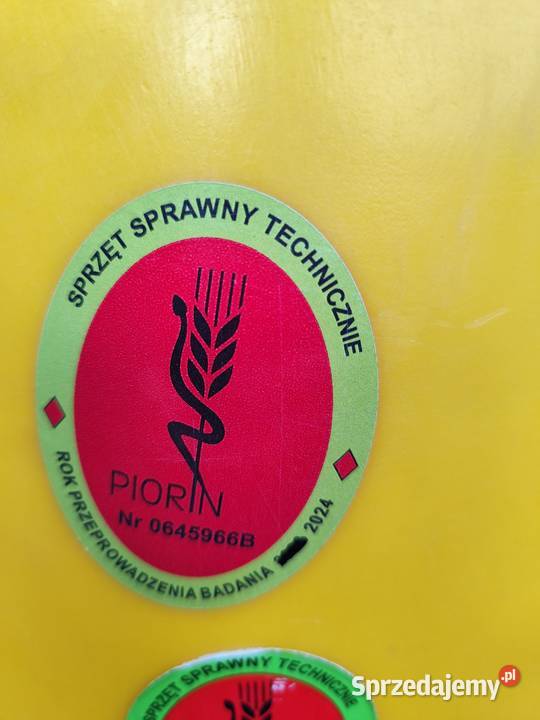 SPRZĘT SPRAWNY TECHNICZNIE
PIORIN
Nr 0645966B
ROK PRZEPROWADZENIA BADANIA 2024
SPRZĘT SPRAWNY TECHNICZNIE
Sprzedajemy.pl